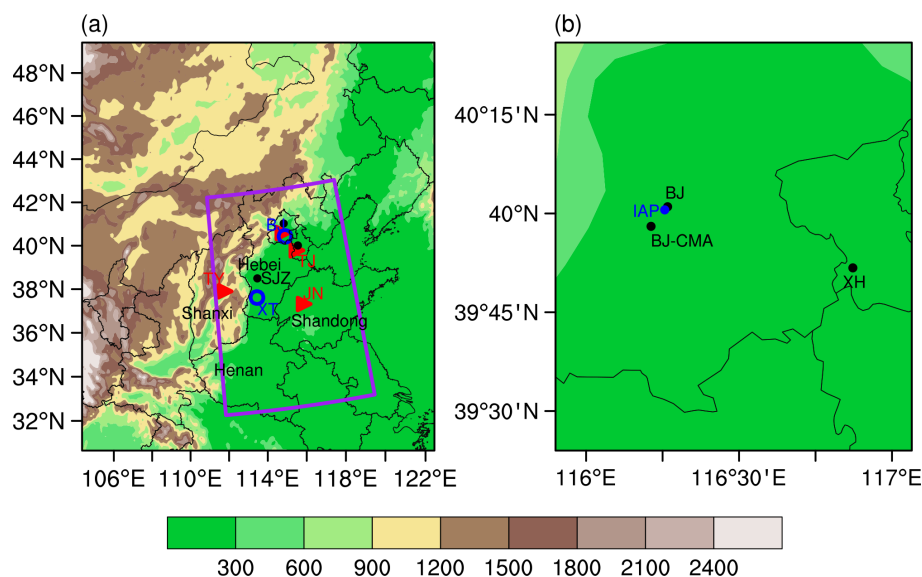 (a)
48°N
46°N
44°N
42°N
40°N
38°N
36°N
34°N
32°N
106°E
110°E
114°E
118°E
122°E
TJ
Hebei
SJZ
TY
JN
XT
Shanxi
Shandong
Henan
(b)
40°15'N
40°N
39°45'N
39°30'N
116°E
116°30'E
117°E
BJ
IAP
BJ-CMA
XH
300 600 900 1200 1500 1800 2100 2400